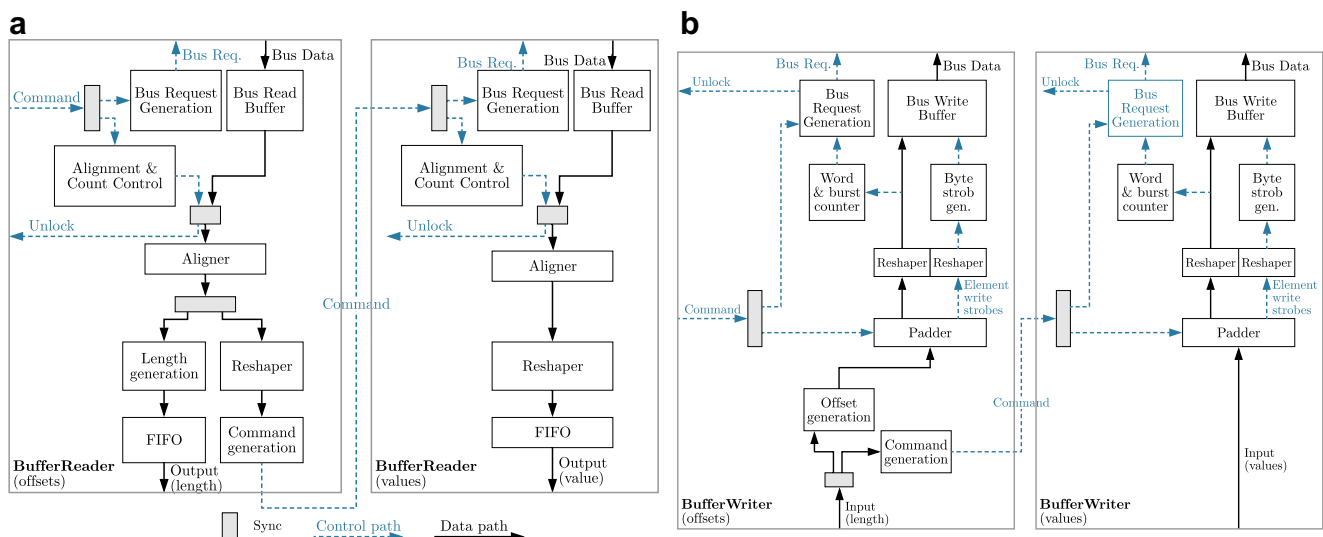 a
Bus Req.
Bus Data
Command
Bus Request
Generation
Bus Read
Buffer
Alignment &
Count Control
Unlock
Aligner
Length
generation
Reshaper
FIFO
Command
generation
BufferReader
(offsets)
Output
(length)
Bus Req.
Bus Data
Bus Request
Generation
Bus Read
Buffer
Alignment &
Count Control
Unlock
Aligner
Command
Reshaper
FIFO
BufferReader
(values)
Output
(value)
Sync
Control path
Data path
b
Bus Req.
Bus Data
Unlock
Bus
Request
Generation
Bus Write
Buffer
Word
& burst
counter
Byte
strob
gen.
Reshaper
Reshaper
Element
write
strobes
Command
Padder
Offset
generation
Command
generation
BufferWriter
(offsets)
Input
(length)
Command
Bus Req.
Bus Data
Unlock
Bus
Request
Generation
Bus Write
Buffer
Word
& burst
counter
Byte
strob
gen.
Reshaper
Reshaper
Element
write
strobes
Padder
Input
(values)
BufferWriter
(values)